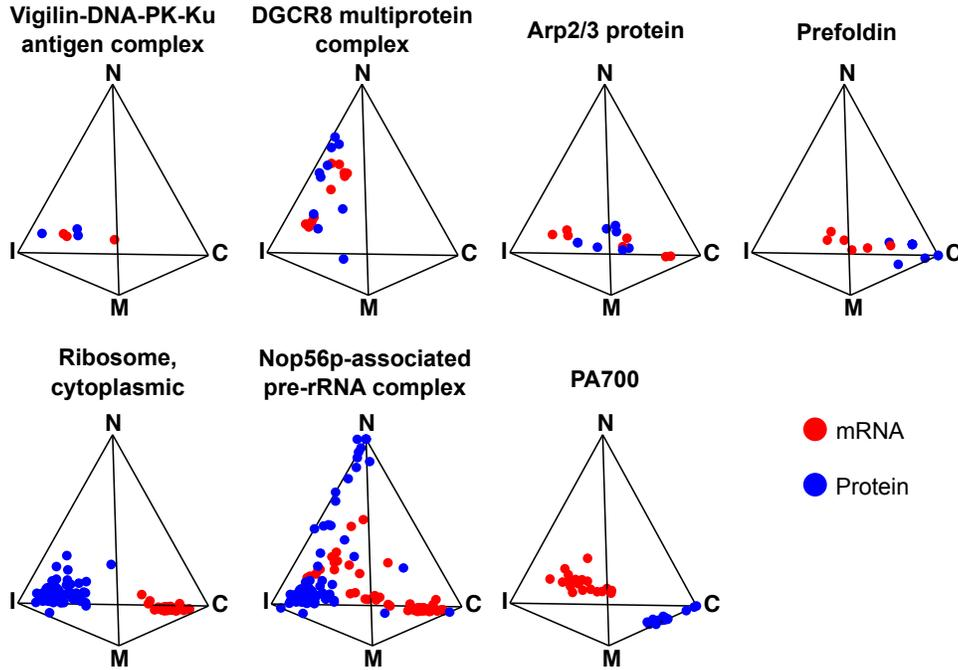 Vigilin-DNA-PK-Ku
antigen complex
N
I
C
M
DGCR8 multiprotein
complex
N
I
C
M
Arp2/3 protein
N
I
C
M
Prefoldin
N
I
C
M
Ribosome,
cytoplasmic
N
I
C
M
Nop56p-associated
pre-rRNA complex
N
I
C
M
PA700
N
I
C
M
mRNA
Protein